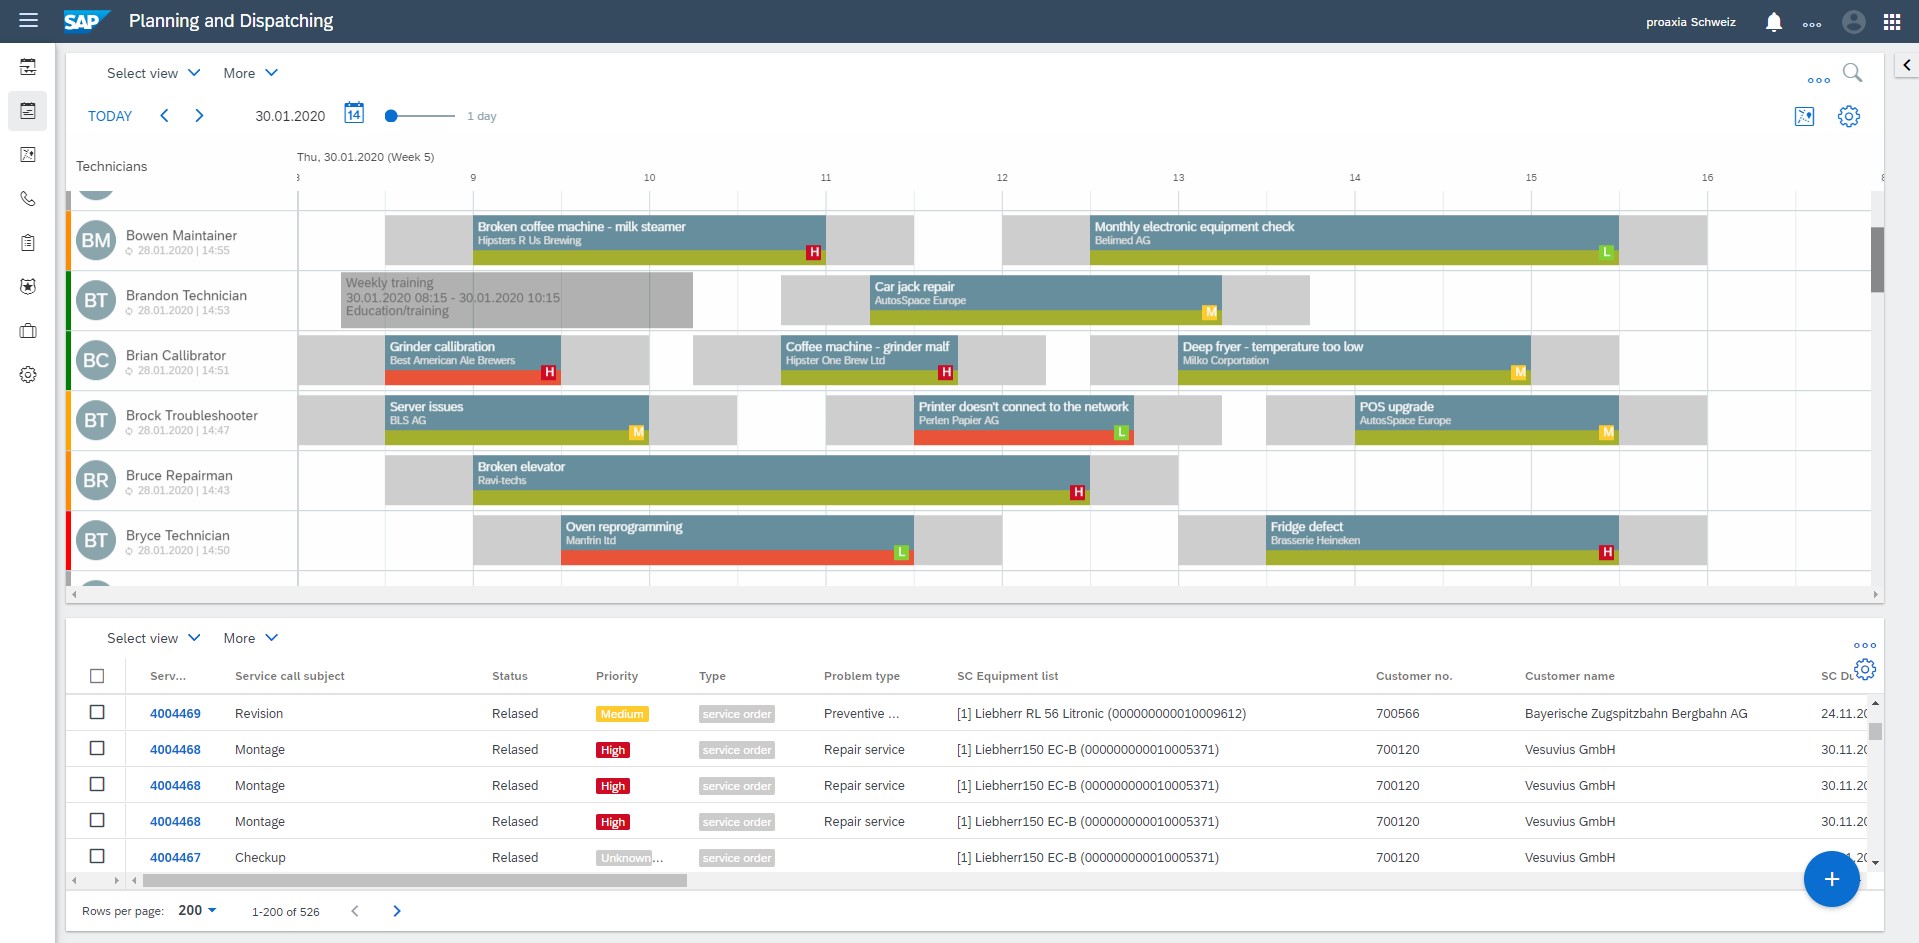 SAP Planning and Dispatching
proaxia Schweiz
Select view More
TODAY 30.01.2020 14 1 day
Technicians
Thu, 30.01.2020 (Week 5)
9 10 11 12 13 14 15 16
BM Bowen Maintainer
28.01.2020 | 14:55
Broken coffee machine - milk steamer
Hipsters R Us Brewing
H
Monthly electronic equipment check
Belimed AG
L
BT Brandon Technician
28.01.2020 | 14:53
Weekly training
30.01.2020 08:15 - 30.01.2020 10:15
Education/training
Car jack repair
AutosSpace Europe
M
BC Brian Callibrator
28.01.2020 | 14:51
Grinder callibration
Best American Ale Brewers
H
Coffee machine - grinder malf
Hipster One Brew Ltd
H
Deep fryer - temperature too low
Milko Corportation
M
BT Brock Troubleshooter
28.01.2020 | 14:47
Server issues
BLS AG
M
Printer doesn't connect to the network
Perlen Papier AG
L
POS upgrade
AutosSpace Europe
M
BR Bruce Repairman
28.01.2020 | 14:43
Broken elevator
Ravi-techs
H
BT Bryce Technician
28.01.2020 | 14:50
Oven reprogramming
Manfrin ltd
L
Fridge defect
Brasserie Heineken
H
Select view More
Serv... Service call subject Status Priority Type Problem type SC Equipment list Customer no. Customer name SC
4004469 Revision Relased Medium service order Preventive ... [1] Liebherr RL 56 Litronic (000000000010009612) 700566 Bayerische Zugspitzbahn Bergbahn AG 24.11.20
4004468 Montage Relased High service order Repair service [1] Liebherr150 EC-B (000000000010005371) 700120 Vesuvius GmbH 30.11.20
4004468 Montage Relased High service order Repair service [1] Liebherr150 EC-B (000000000010005371) 700120 Vesuvius GmbH 30.11.20
4004468 Montage Relased High service order Repair service [1] Liebherr150 EC-B (000000000010005371) 700120 Vesuvius GmbH 30.11.20
4004467 Checkup Relased Unknown... service order [1] Liebherr150 EC-B (000000000010005371) 700120 Vesuvius GmbH
Rows per page: 200 1-200 of 526